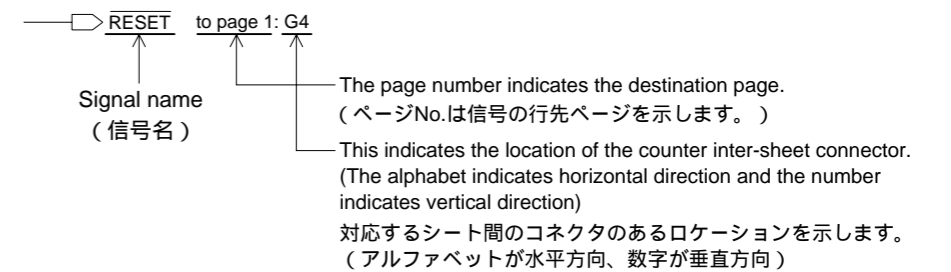 RESET to page 1: G4
The page number indicates the destination page.
Signal name
(ページNo.は信号の行先ページを示します。)
(信号名)
This indicates the location of the counter inter-sheet connector.
(The alphabet indicates horizontal direction and the number
indicates vertical direction)
対応するシート間のコネクタのあるロケーションを示します。
(アルファベットが水平方向、数字が垂直方向)